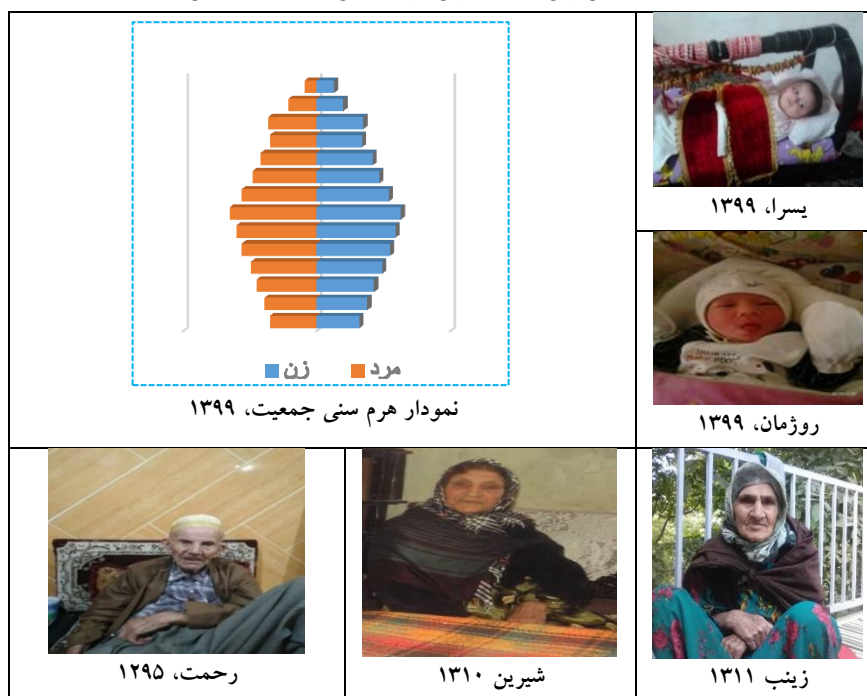 یسرا، ۱۳۹۹
زن
مرد
نمودار هرم سنی جمعیت، ۱۳۹۹
روژمان، ۱۳۹۹
زینب ۱۳۱۱
شیرین ۱۳۱۰
رحمت، ۱۲۹۵